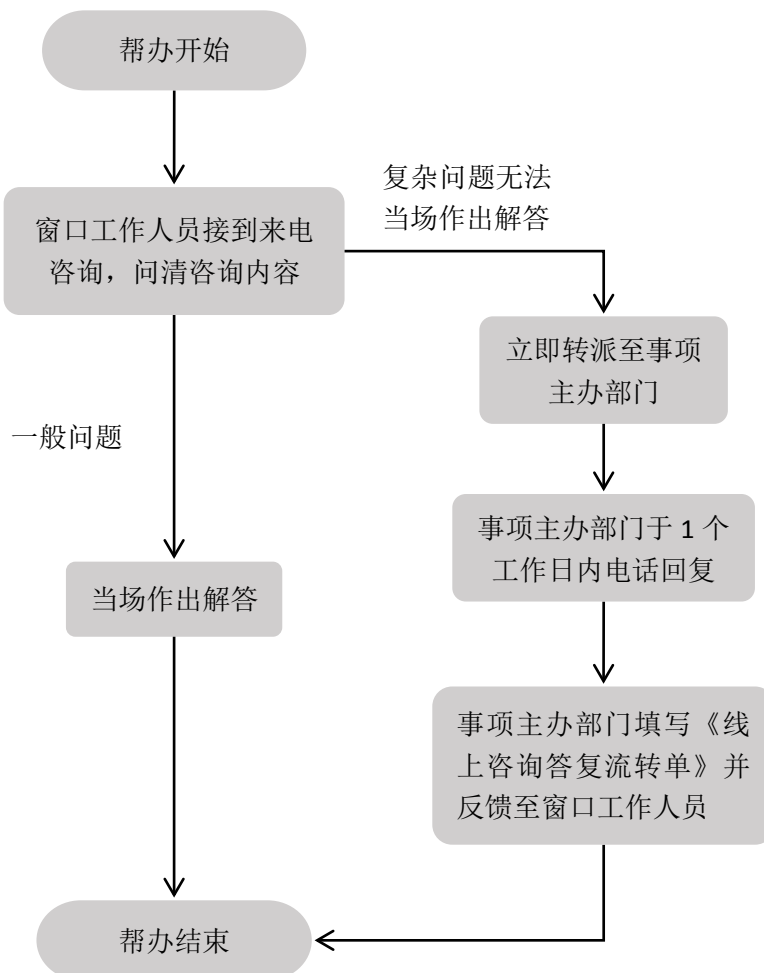 帮办开始
复杂问题无法
当场作出解答
窗口工作人员接到来电
咨询，问清咨询内容
立即转派至事项
主办部门
一般问题
事项主办部门于 1 个
工作日内电话回复
当场作出解答
事项主办部门填写《线
上咨询答复流转单》并
反馈至窗口工作人员
帮办结束